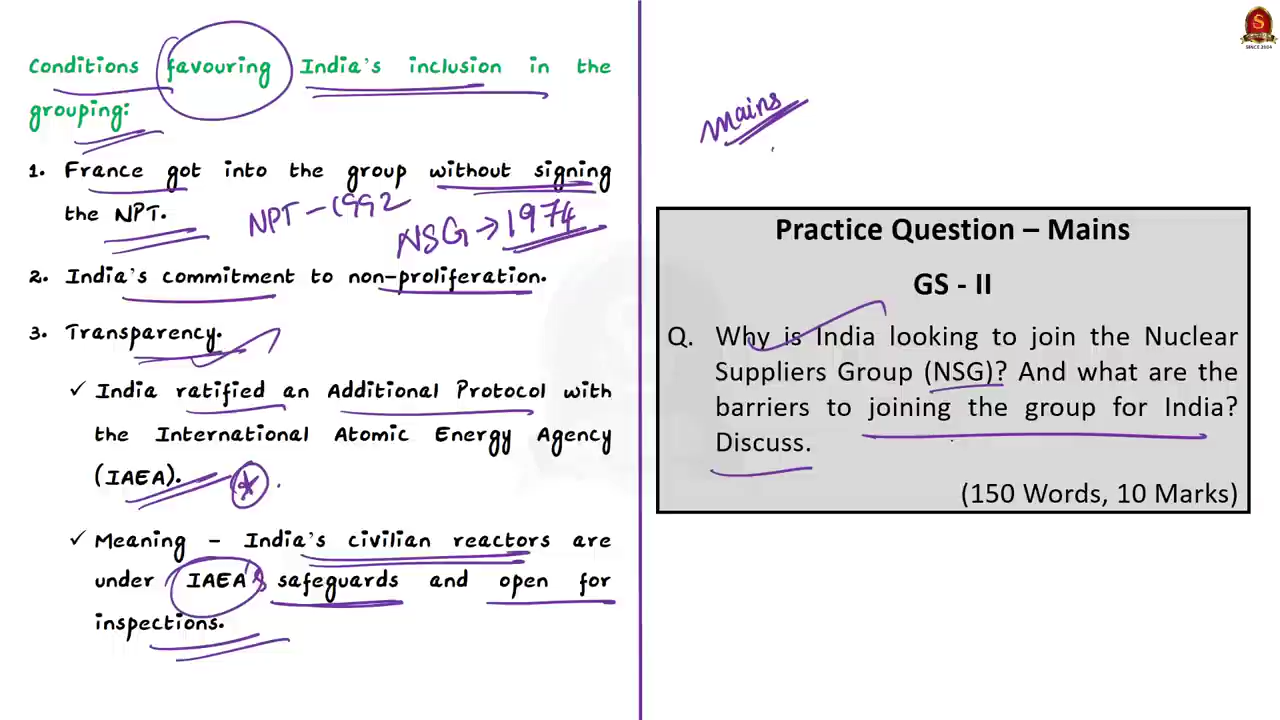 Conditions favouring India's inclusion in the
grouping:
1. France got into the group without signing
the NPT.
NPT - 1992
NSG → 1974
2. India's commitment to non-proliferation.
3. Transparency.
✓ India ratified an Additional Protocol with
the International Atomic Energy Agency
(IAEA).
✓ Meaning - India's civilian reactors are
under IAEA's safeguards and open for
inspections.
S
SINCE 2004
Mains
Practice Question – Mains
GS - II
Q. Why is India looking to join the Nuclear
Suppliers Group (NSG)? And what are the
barriers to joining the group for India?
Discuss.
(150 Words, 10 Marks)